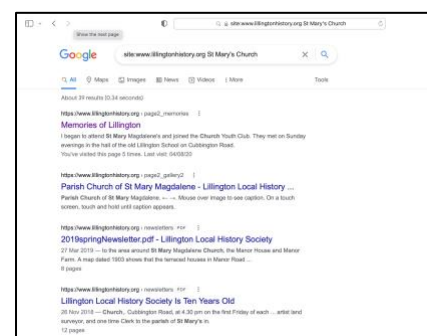 site:www.lillingtonhistory.org St Mary's Church
Show the next page
Google
site:www.lillingtonhistory.org St Mary's Church
All Maps Images News Videos More Tools
About 39 results (0.34 seconds)
https://www.lillingtonhistory.org › page2_memories
Memories of Lillington
I began to attend St Mary Magdalene's and joined the Church Youth Club. They met on Sunday
evenings in the hall of the old Lillington School on Cubbington Road.
You've visited this page 5 times. Last visit: 04/08/20
https://www.lillingtonhistory.org › page2_gallery2
Parish Church of St Mary Magdalene - Lillington Local History ...
Parish Church of St Mary Magdalene. ← → Mouse over image to see caption. On a touch
screen, touch and hold until caption appears.
https://www.lillingtonhistory.org › newsletters PDF
2019springNewsletter.pdf - Lillington Local History Society
27 Mar 2019 — to the area around St Mary Magdalene Church, the Manor House and Manor
Farm. A map dated 1903 shows that the terraced houses in Manor Road ...
8 pages
https://www.lillingtonhistory.org › newsletters PDF
Lillington Local History Society Is Ten Years Old
26 Nov 2018 — Church,. Cubbington Road, at 4.30 pm on the first Friday of each ... artist land
surveyor, and one time Clerk to the parish of St Mary's in.
12 pages